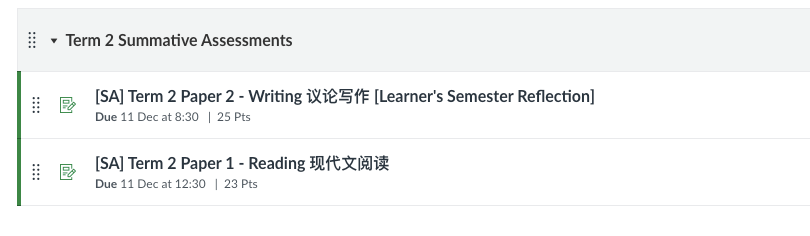 Term 2 Summative Assessments
[SA] Term 2 Paper 2 - Writing 议论写作 [Learner's Semester Reflection]
Due 11 Dec at 8:30 | 25 Pts
[SA] Term 2 Paper 1 - Reading 现代文阅读
Due 11 Dec at 12:30 | 23 Pts